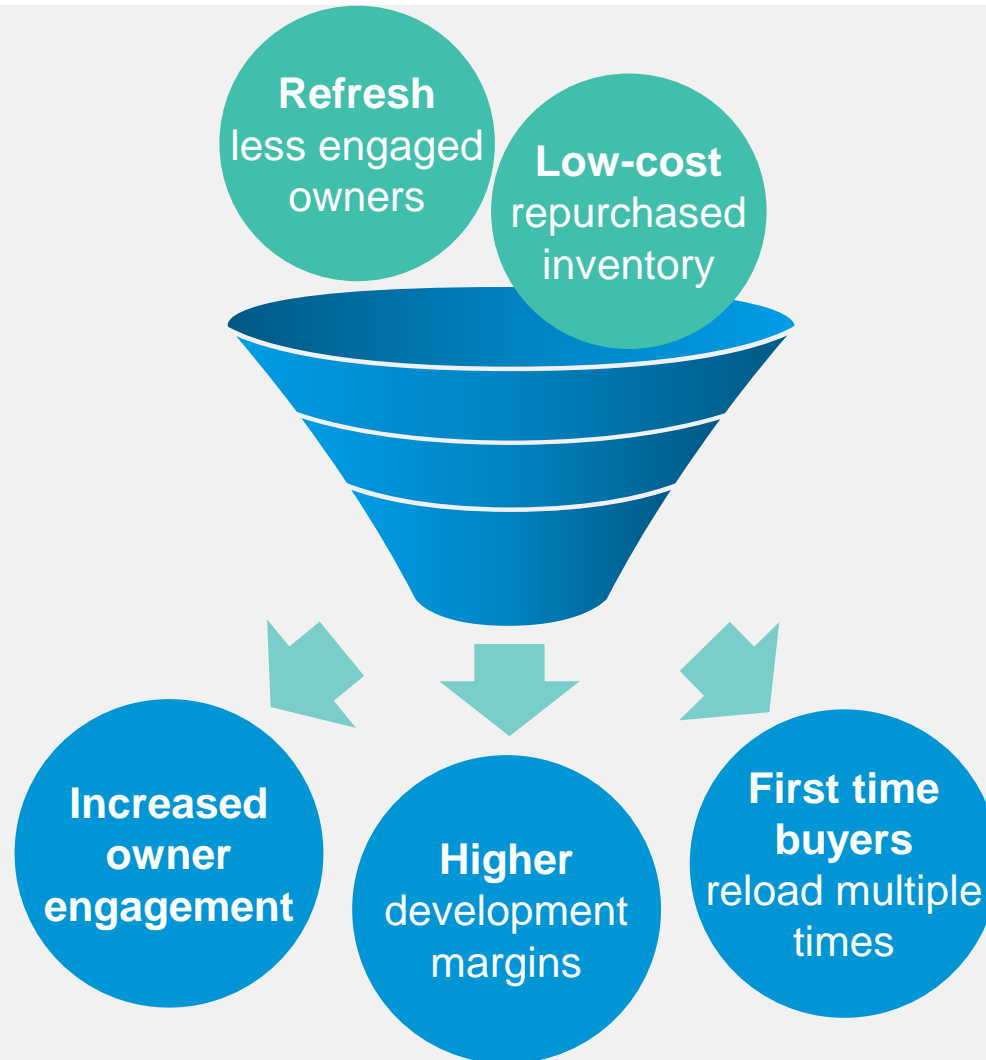 Refresh
less engaged
owners
Low-cost
repurchased
inventory
Increased
owner
engagement
Higher
development
margins
First time
buyers
reload multiple
times